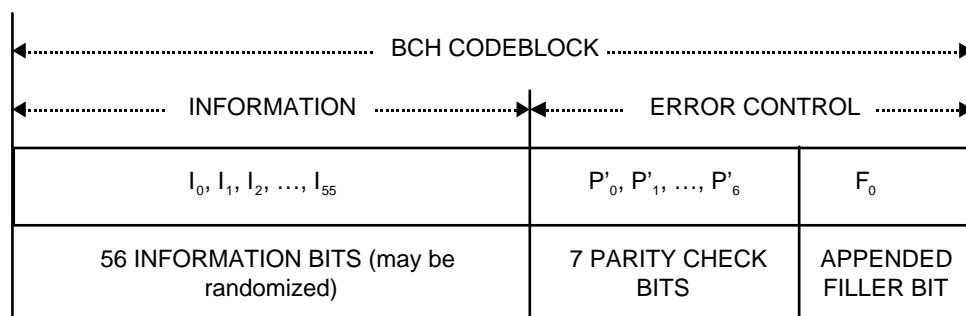 BCH CODEBLOCK
INFORMATION
ERROR CONTROL
I₀, I₁, I₂, …, I₅₅
P'₀, P'₁, …, P'₆
F₀
56 INFORMATION BITS (may be
randomized)
7 PARITY CHECK
BITS
APPENDED
FILLER BIT